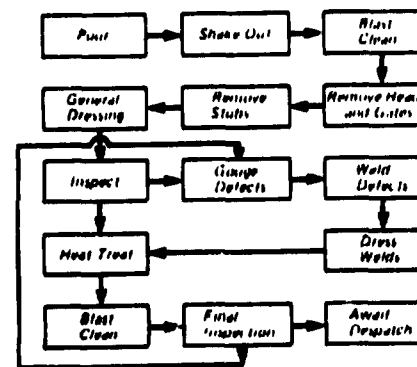 Pour
Shake Out
Blast
Clean
Remove Heads
and Gates
Remove
Stubs
General
Dressing
Inspect
Gouge
Defects
Weld
Defects
Dress
Welds
Heat Treat
Blast
Clean
Final
Inspection
Await
Despatch